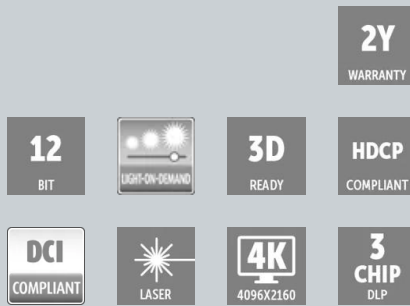 2Y
WARRANTY
12
BIT
LIGHT-ON-DEMAND
3D
READY
HDCP
COMPLIANT
DCI
COMPLIANT
LASER
4K
4096X2160
3
CHIP
DLP